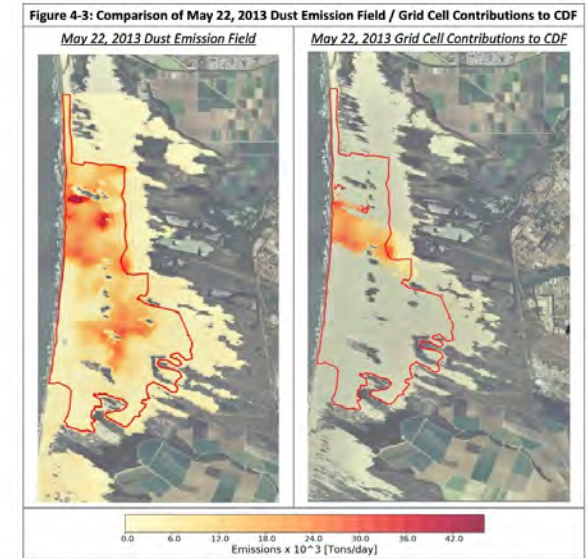 Figure 4-3: Comparison of May 22, 2013 Dust Emission Field / Grid Cell Contributions to CDF
May 22, 2013 Dust Emission Field
May 22, 2013 Grid Cell Contributions to CDF
0.0 6.0 12.0 18.0 24.0 30.0 36.0 42.0
Emissions x 10^3 [Tons/day]